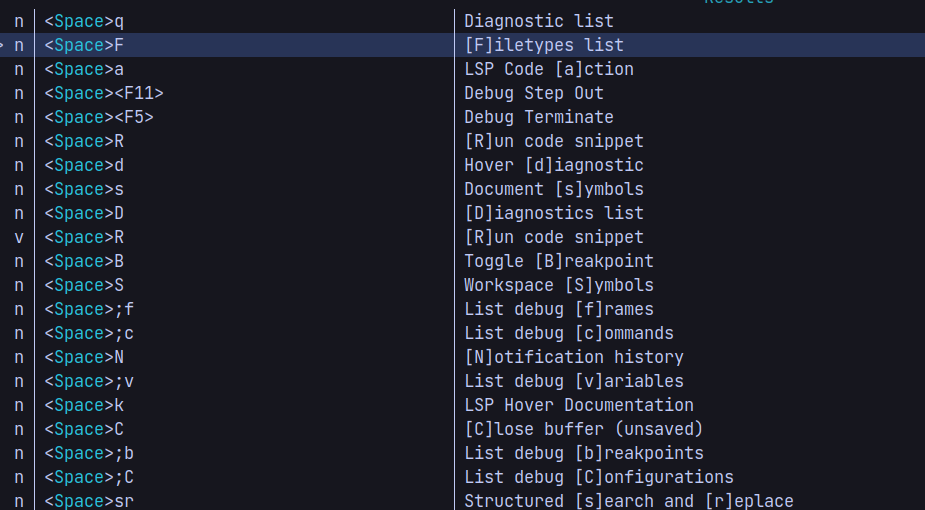 Results
n <Space>q Diagnostic list
> n <Space>F [F]iletypes list
n <Space>a LSP Code [a]ction
n <Space><F11> Debug Step Out
n <Space><F5> Debug Terminate
n <Space>R [R]un code snippet
n <Space>d Hover [d]iagnostic
n <Space>s Document [s]ymbols
n <Space>D [D]iagnostics list
v <Space>R [R]un code snippet
n <Space>B Toggle [B]reakpoint
n <Space>S Workspace [S]ymbols
n <Space>;f List debug [f]rames
n <Space>;c List debug [c]ommands
n <Space>N [N]otification history
n <Space>;v List debug [v]ariables
n <Space>k LSP Hover Documentation
n <Space>C [C]lose buffer (unsaved)
n <Space>;b List debug [b]reakpoints
n <Space>;C List debug [C]onfigurations
n <Space>sr Structured [s]earch and [r]eplace